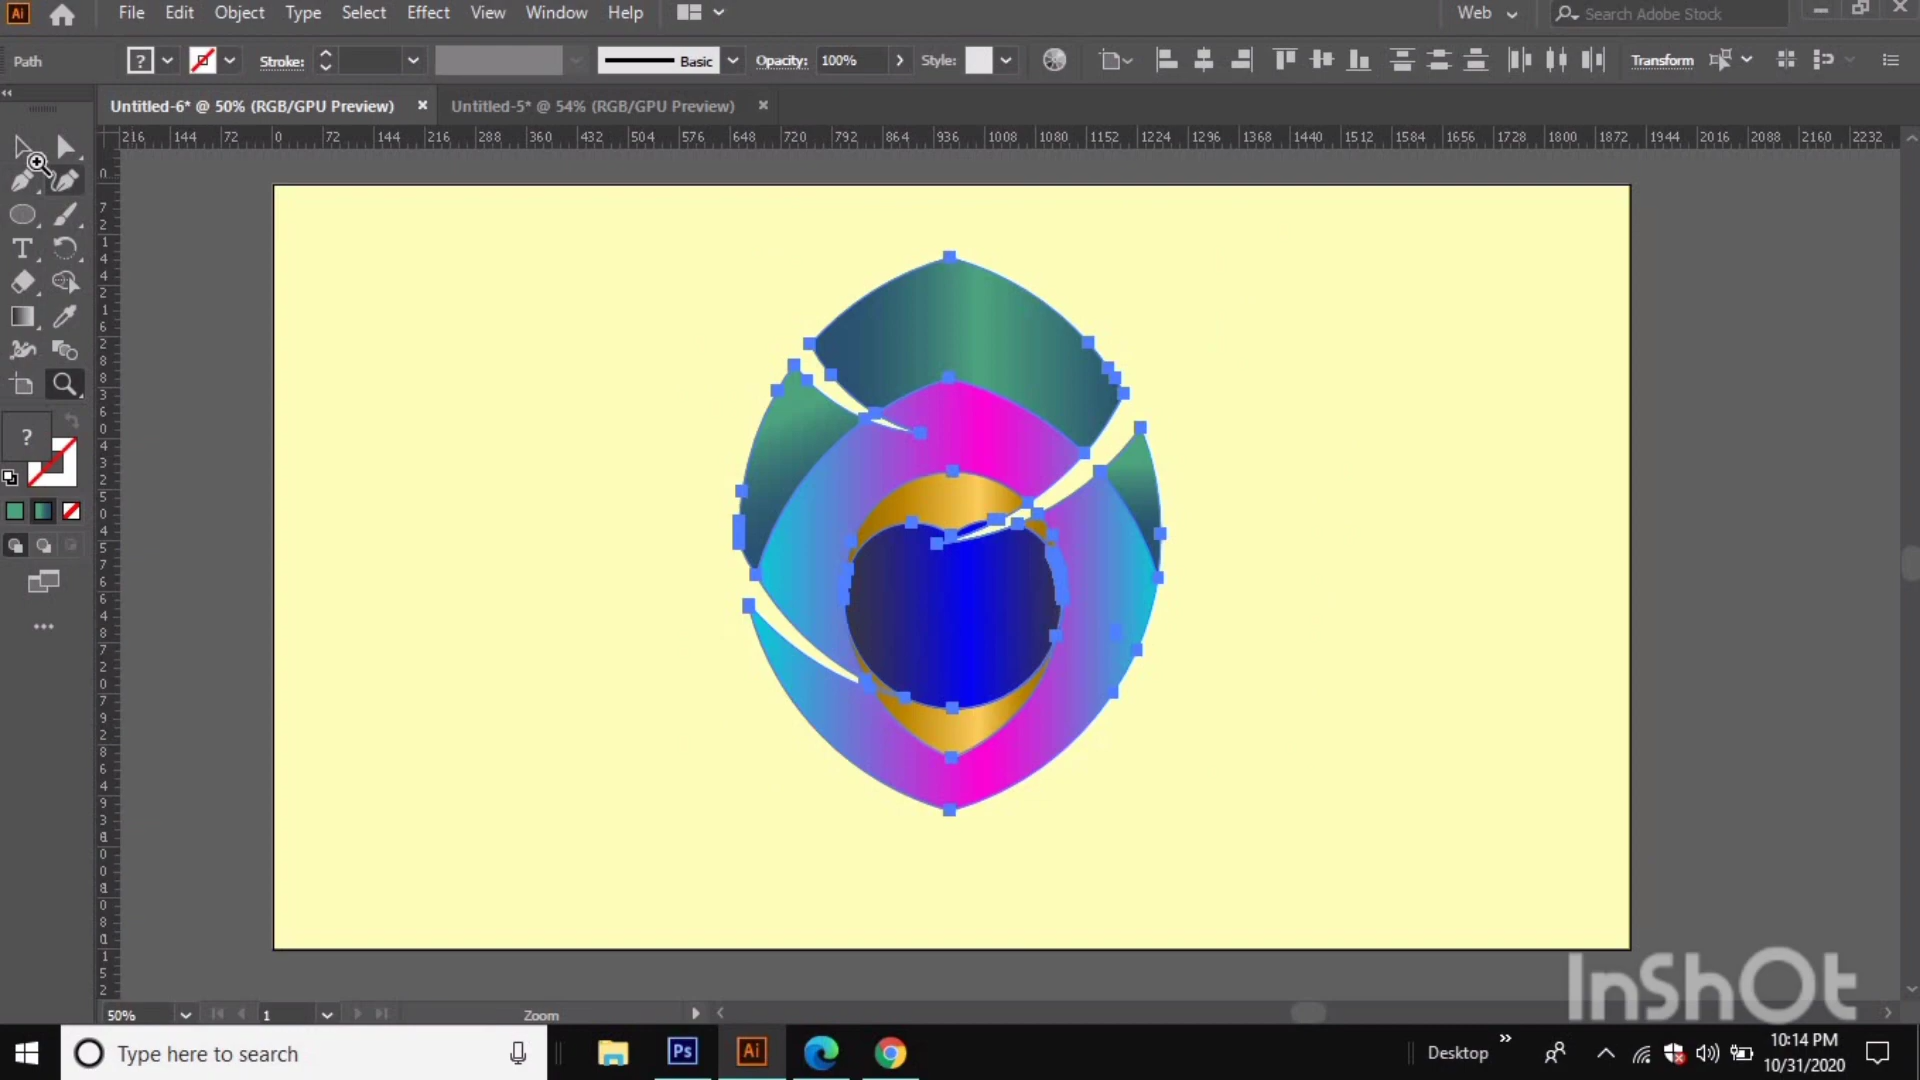 Ai File Edit Object Type Select Effect View Window Help Web Search Adobe Stock
Path ? Stroke: Basic Opacity: 100% Style: Transform
Untitled-6* @ 50% (RGB/GPU Preview) × Untitled-5* @ 54% (RGB/GPU Preview) ×
216 144 72 0 72 144 216 288 360 432 504 576 648 720 792 864 936 1008 1080 1152 1224 1296 1368 1440 1512 1584 1656 1728 1800 1872 1944 2016 2088 2160 2232
T
?
50% 1 Zoom
InShOt
Type here to search Ps Ai Desktop 10:14 PM
10/31/2020